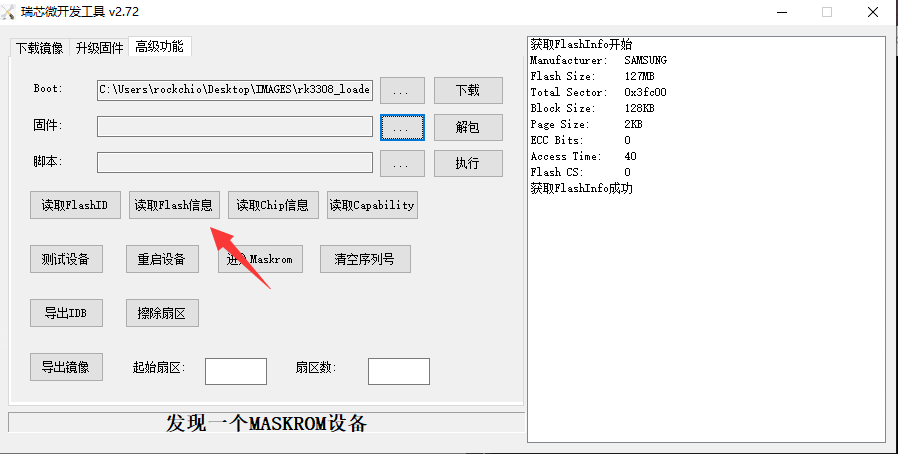 瑞芯微开发工具 v2.72
下载镜像 升级固件 高级功能
Boot: C:\Users\rockchio\Desktop\IMAGES\rk3308_loade ... 下载
固件: ... 解包
脚本: ... 执行
读取FlashID 读取Flash信息 读取Chip信息 读取Capability
测试设备 重启设备 进入Maskrom 清空序列号
导出IDB 擦除扇区
导出镜像 起始扇区: 扇区数:
发现一个MASKROM设备
获取FlashInfo开始
Manufacturer: SAMSUNG
Flash Size: 127MB
Total Sector: 0x3fc00
Block Size: 128KB
Page Size: 2KB
ECC Bits: 0
Access Time: 40
Flash CS: 0
获取FlashInfo成功